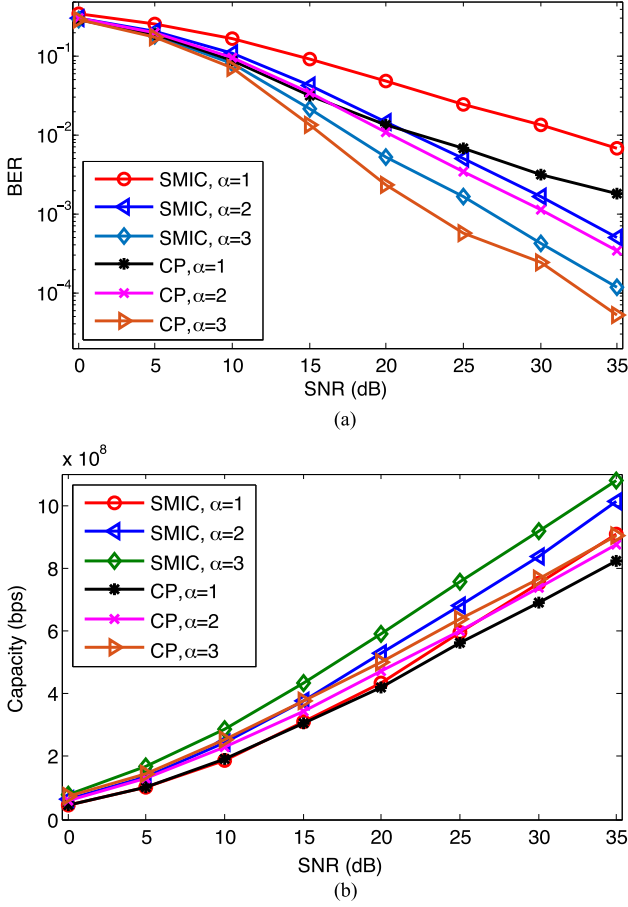 10⁻¹
10⁻²
10⁻³
10⁻⁴
BER
SMIC, α=1
SMIC, α=2
SMIC, α=3
CP,α=1
CP,α=2
CP,α=3
0 5 10 15 20 25 30 35
SNR (dB)
(a)
x 10⁸
10
8
6
4
2
0
Capacity (bps)
SMIC, α=1
SMIC, α=2
SMIC, α=3
CP,α=1
CP,α=2
CP,α=3
0 5 10 15 20 25 30 35
SNR (dB)
(b)